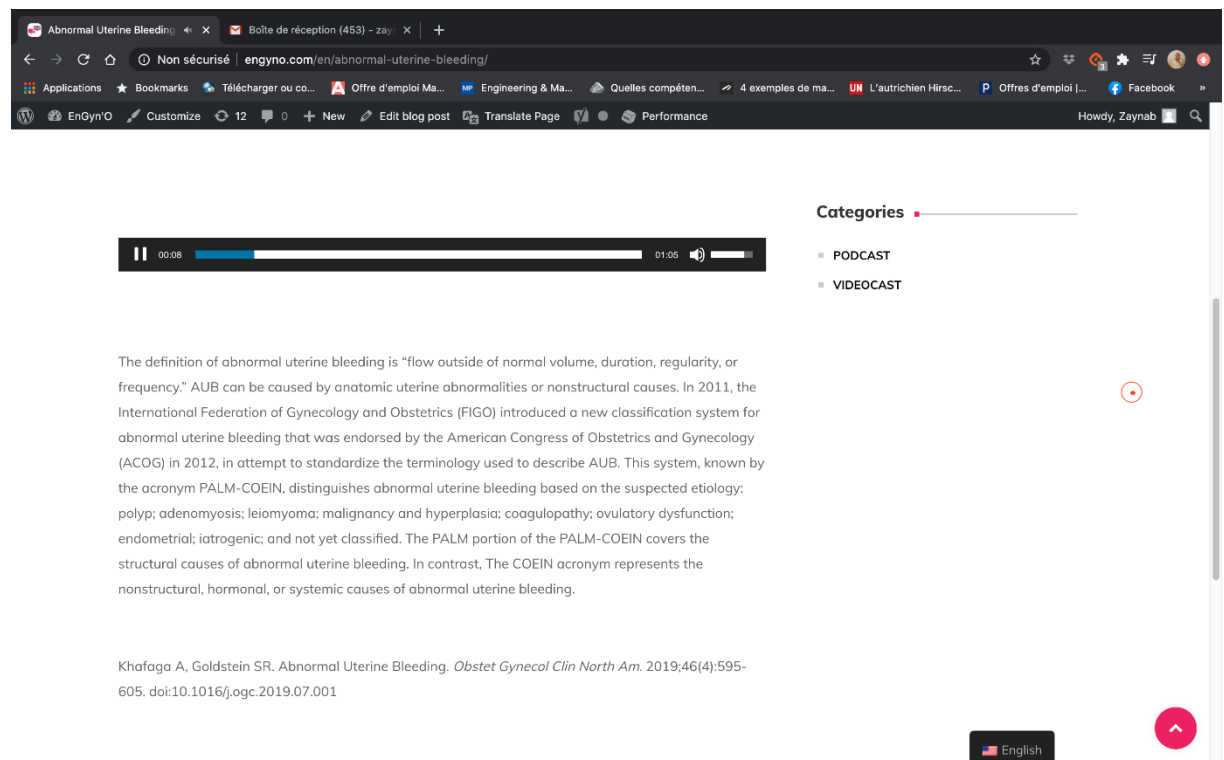 Abnormal Uterine Bleeding
Boîte de réception (453) – zay
Non sécurisé | engyno.com/en/abnormal-uterine-bleeding/
3
Applications Bookmarks Télécharger ou co... Offre d'emploi Ma... Engineering & Ma... Quelles compéten... 4 exemples de ma... L'autrichien Hirsc... Offres d'emploi |... Facebook »
EnGyn'O Customize 12 0 New Edit blog post Translate Page Performance Howdy, Zaynab
Categories
00:08 01:05
PODCAST
VIDEOCAST
The definition of abnormal uterine bleeding is “flow outside of normal volume, duration, regularity, or
frequency.” AUB can be caused by anatomic uterine abnormalities or nonstructural causes. In 2011, the
International Federation of Gynecology and Obstetrics (FIGO) introduced a new classification system for
abnormal uterine bleeding that was endorsed by the American Congress of Obstetrics and Gynecology
(ACOG) in 2012, in attempt to standardize the terminology used to describe AUB. This system, known by
the acronym PALM-COEIN, distinguishes abnormal uterine bleeding based on the suspected etiology:
polyp; adenomyosis; leiomyoma; malignancy and hyperplasia; coagulopathy; ovulatory dysfunction;
endometrial; iatrogenic; and not yet classified. The PALM portion of the PALM-COEIN covers the
structural causes of abnormal uterine bleeding. In contrast, The COEIN acronym represents the
nonstructural, hormonal, or systemic causes of abnormal uterine bleeding.
Khafaga A, Goldstein SR. Abnormal Uterine Bleeding. Obstet Gynecol Clin North Am. 2019;46(4):595-
605. doi:10.1016/j.ogc.2019.07.001
English